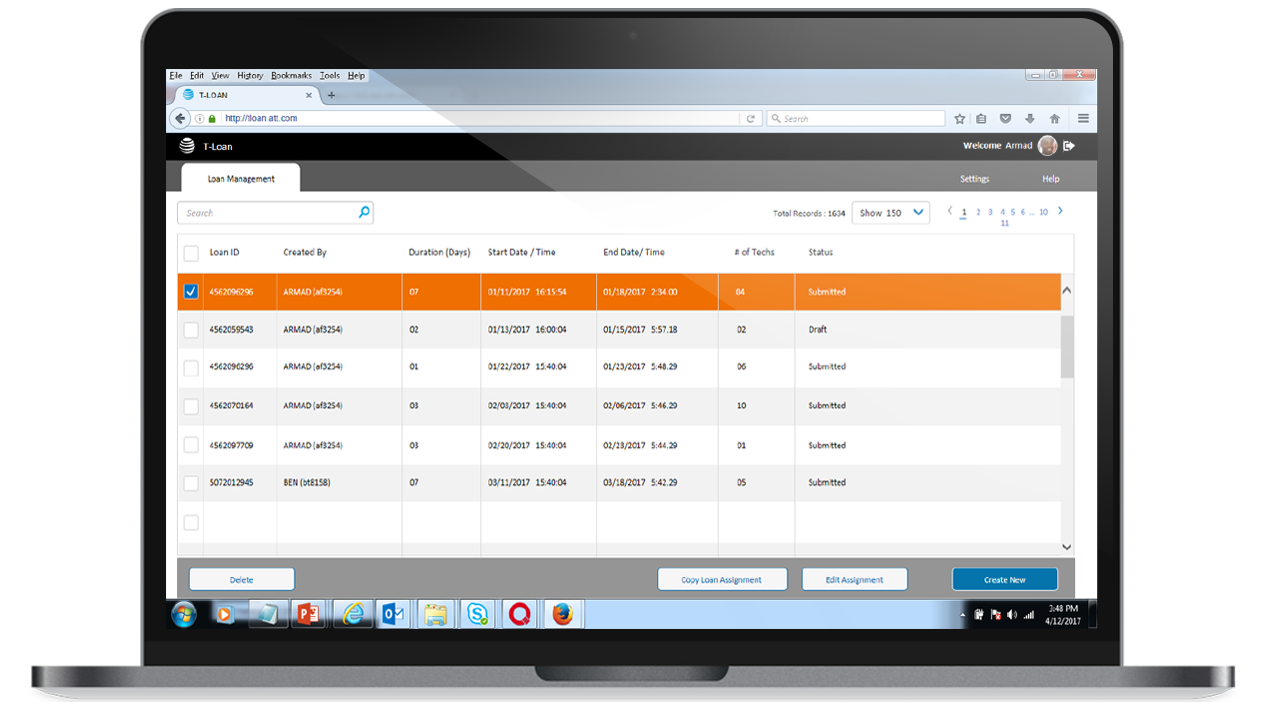 File Edit View History Bookmarks Tools Help
T-LOAN
http://tloan.att.com
Search
T-Loan
Welcome Armad
Loan Management
Settings Help
Search
Total Records : 1634 Show 150 1 2 3 4 5 6 ... 10
11
Loan ID Created By Duration (Days) Start Date / Time End Date/ Time # of Techs Status
4562096296 ARMAD (af3254) 07 01/11/2017 16:15:54 01/18/2017 2:34.00 04 Submitted
4562059543 ARMAD (af3254) 02 01/13/2017 16:00:04 01/15/2017 5:57.18 02 Draft
4562096296 ARMAD (af3254) 01 01/22/2017 15:40:04 01/23/2017 5:48.29 06 Submitted
4562070164 ARMAD (af3254) 03 02/03/2017 15:40:04 02/06/2017 5:46.29 10 Submitted
4562097709 ARMAD (af3254) 03 02/20/2017 15:40:04 02/23/2017 5:44.29 01 Submitted
5072012945 BEN (bt8158) 07 03/11/2017 15:40:04 03/18/2017 5:42.29 05 Submitted
Delete Copy Loan Assignment Edit Assignment Create New
3:48 PM
4/12/2017